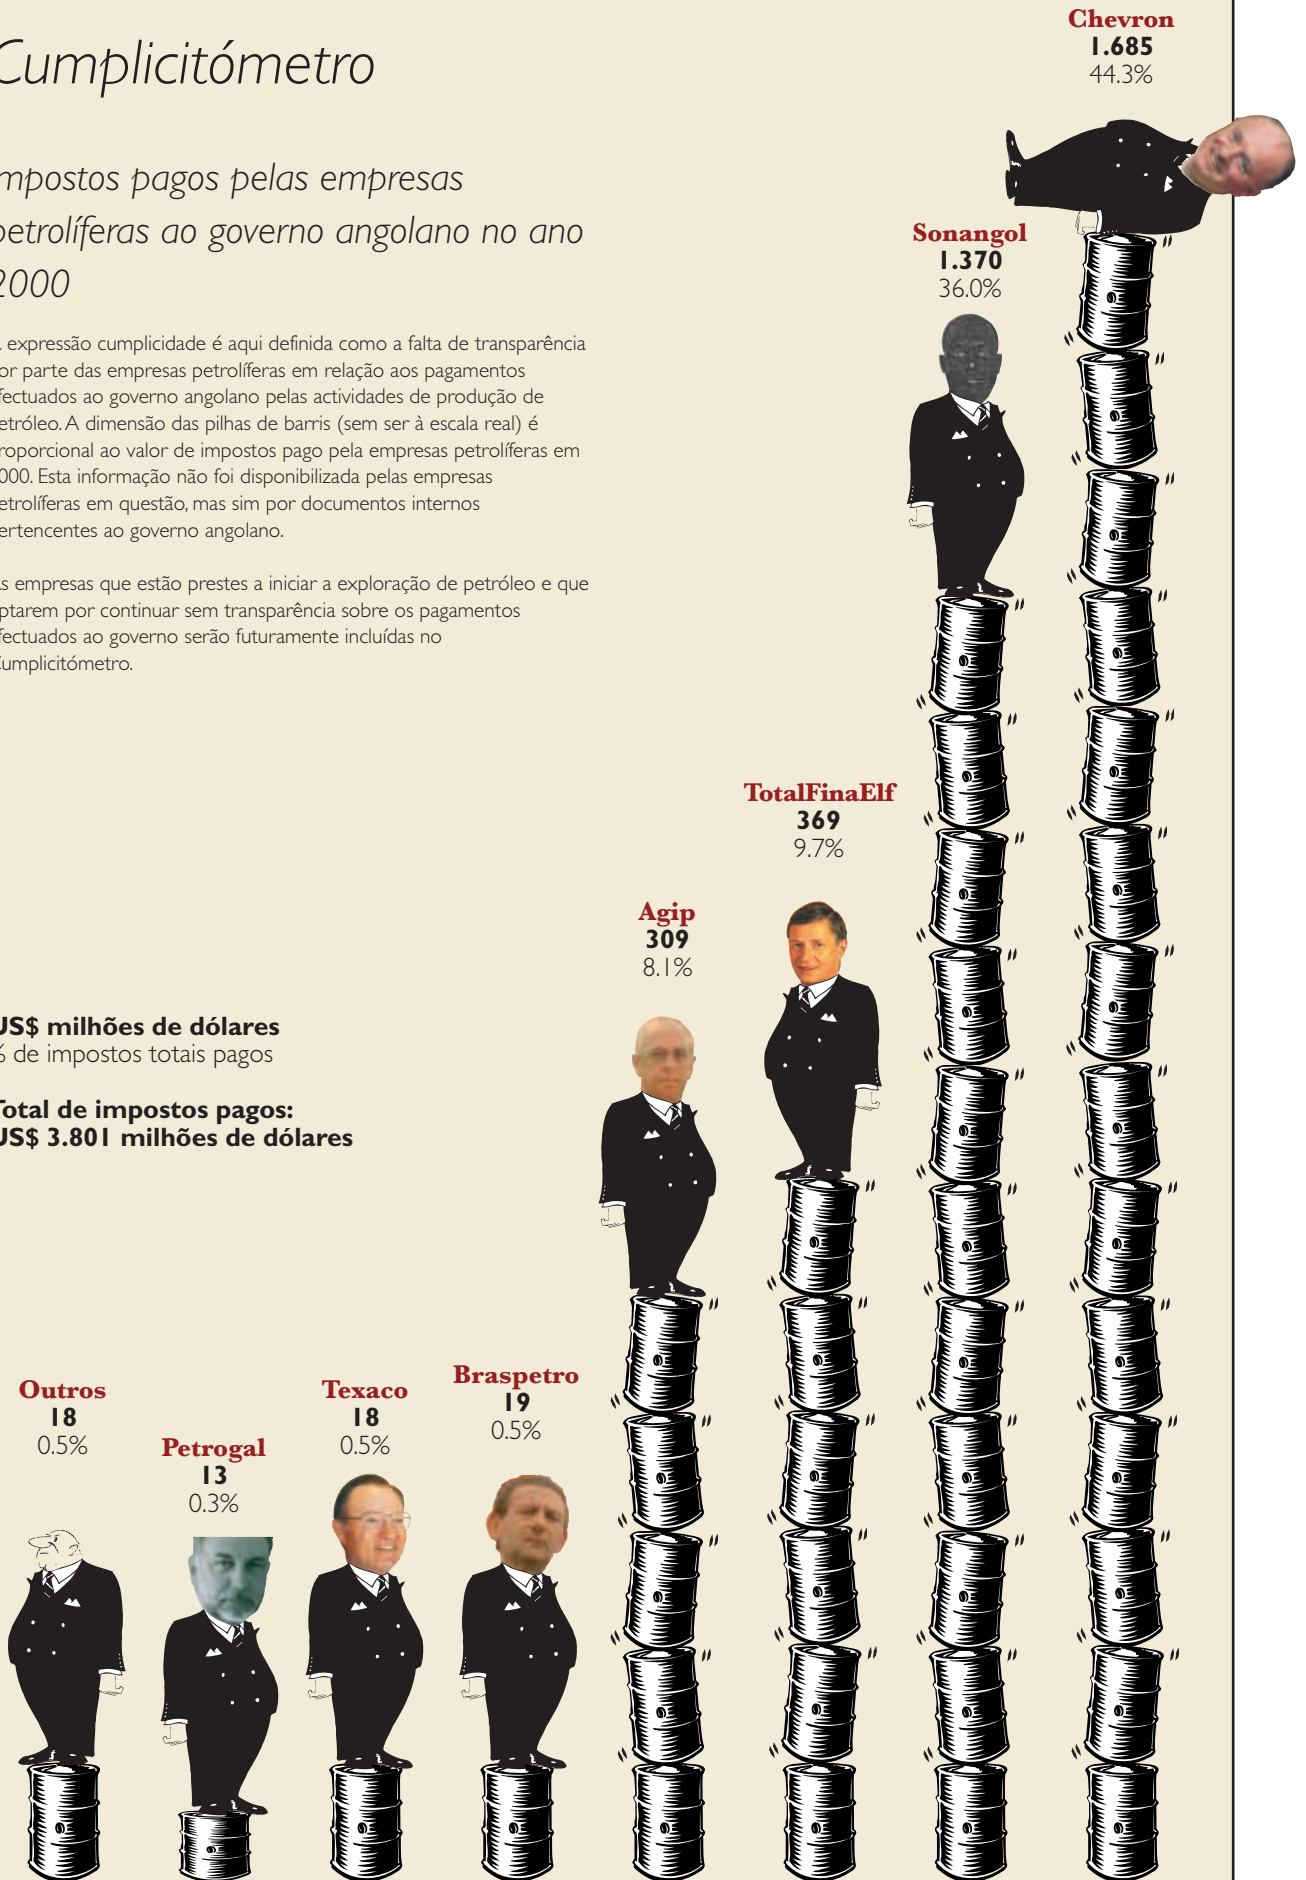 Cumplicitómetro
mpostos pagos pelas empresas
petrolíferas ao governo angolano no ano
2000
expressão cumplicidade é aqui definida como a falta de transparência
or parte das empresas petrolíferas em relação aos pagamentos
fectuados ao governo angolano pelas actividades de produção de
etróleo. A dimensão das pilhas de barris (sem ser à escala real) é
roporcional ao valor de impostos pago pela empresas petrolíferas em
000. Esta informação não foi disponibilizada pelas empresas
etrolíferas em questão, mas sim por documentos internos
ertencentes ao governo angolano.
s empresas que estão prestes a iniciar a exploração de petróleo e que
ptarem por continuar sem transparência sobre os pagamentos
fectuados ao governo serão futuramente incluídas no
Cumplicitómetro.
US$ milhões de dólares
% de impostos totais pagos
Total de impostos pagos:
US$ 3.801 milhões de dólares
Outros
18
0.5%
Petrogal
13
0.3%
Texaco
18
0.5%
Braspetro
19
0.5%
Agip
309
8.1%
TotalFinaElf
369
9.7%
Sonangol
1.370
36.0%
Chevron
1.685
44.3%